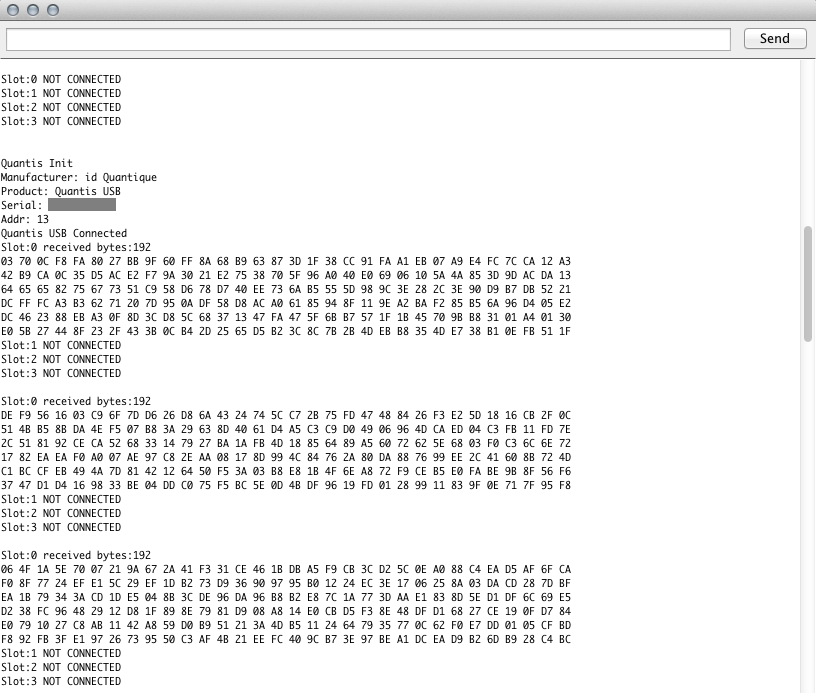 Send
Slot:0 NOT CONNECTED
Slot:1 NOT CONNECTED
Slot:2 NOT CONNECTED
Slot:3 NOT CONNECTED
Quantis Init
Manufacturer: id Quantique
Product: Quantis USB
Serial:
Addr: 13
Quantis USB Connected
Slot:0 received bytes:192
03 70 0C F8 FA 80 27 BB 9F 60 FF 8A 68 B9 63 87 3D 1F 38 CC 91 FA A1 EB 07 A9 E4 FC 7C CA 12 A3
42 B9 CA 0C 35 D5 AC E2 F7 9A 30 21 E2 75 38 70 5F 96 A0 40 E0 69 06 10 5A 4A 85 3D 9D AC DA 13
64 65 65 82 75 67 73 51 C9 58 D6 78 D7 40 EE 73 6A B5 55 5D 98 9C 3E 28 2C 3E 90 D9 B7 DB 52 21
DC FF FC A3 B3 62 71 20 7D 95 0A DF 58 D8 AC A0 61 85 94 8F 11 9E A2 BA F2 85 B5 6A 96 D4 05 E2
DC 46 23 88 EB A3 0F 8D 3C D8 5C 68 37 13 47 FA 47 5F 6B B7 57 1F 1B 45 70 9B B8 31 01 A4 01 30
E0 5B 27 44 8F 23 2F 43 3B 0C B4 2D 25 65 D5 B2 3C 8C 7B 2B 4D EB B8 35 4D E7 38 B1 0E FB 51 1F
Slot:1 NOT CONNECTED
Slot:2 NOT CONNECTED
Slot:3 NOT CONNECTED
Slot:0 received bytes:192
DE F9 56 16 03 C9 6F 7D D6 26 D8 6A 43 24 74 5C C7 2B 75 FD 47 48 84 26 F3 E2 5D 18 16 CB 2F 0C
51 4B B5 8B DA 4E F5 07 B8 3A 29 63 8D 40 61 D4 A5 C3 C9 D0 49 06 96 4D CA ED 04 C3 FB 11 FD 7E
2C 51 81 92 CE CA 52 68 33 14 79 27 BA 1A FB 4D 18 85 64 89 A5 60 72 62 5E 68 03 F0 C3 6C 6E 72
17 82 EA EA F0 A0 07 AE 97 C8 2E AA 08 17 8D 99 4C 84 76 2A 80 DA 88 76 99 EE 2C 41 60 8B 72 4D
C1 BC CF EB 49 4A 7D 81 42 12 64 50 F5 3A 03 B8 E8 1B 4F 6E A8 72 F9 CE B5 E0 FA BE 9B 8F 56 F6
37 47 D1 D4 16 98 33 BE 04 DD C0 75 F5 BC 5E 0D 4B DF 96 19 FD 01 28 99 11 83 9F 0E 71 7F 95 F8
Slot:1 NOT CONNECTED
Slot:2 NOT CONNECTED
Slot:3 NOT CONNECTED
Slot:0 received bytes:192
06 4F 1A 5E 70 07 21 9A 67 2A 41 F3 31 CE 46 1B DB A5 F9 CB 3C D2 5C 0E A0 88 C4 EA D5 AF 6F CA
F0 8F 77 24 EF E1 5C 29 EF 1D B2 73 D9 36 90 97 95 B0 12 24 EC 3E 17 06 25 8A 03 DA CD 28 7D BF
EA 1B 79 34 3A CD 1D E5 04 8B 3C DE 96 DA 96 B8 B2 E8 7C 1A 77 3D AA E1 83 8D 5E D1 DF 6C 69 E5
D2 38 FC 96 48 29 12 D8 1F 89 8E 79 81 D9 08 A8 14 E0 CB D5 F3 8E 48 DF D1 68 27 CE 19 0F D7 84
E0 79 10 27 C8 AB 11 42 A8 59 D0 B9 51 21 3A 4D B5 11 24 64 79 35 77 0C 62 F0 E7 DD 01 05 CF BD
F8 92 FB 3F E1 97 26 73 95 50 C3 AF 4B 21 EE FC 40 9C B7 3E 97 BE A1 DC EA D9 B2 6D B9 28 C4 BC
Slot:1 NOT CONNECTED
Slot:2 NOT CONNECTED
Slot:3 NOT CONNECTED